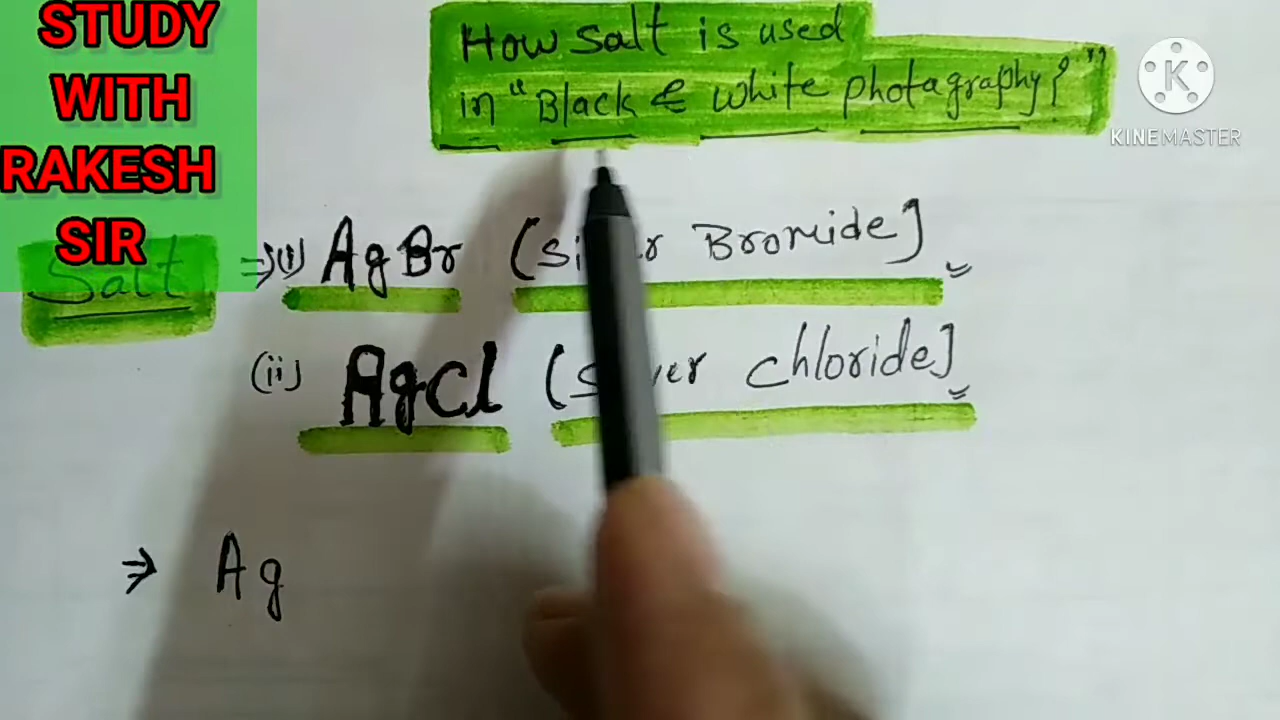 STUDY
WITH
RAKESH
SIR
How salt is used
in "Black & white photagraphy?"
KINEMASTER
Salt ⇒ (i) AgBr (Bromide]
(ii) AgCl (chloride]
⇒ Ag